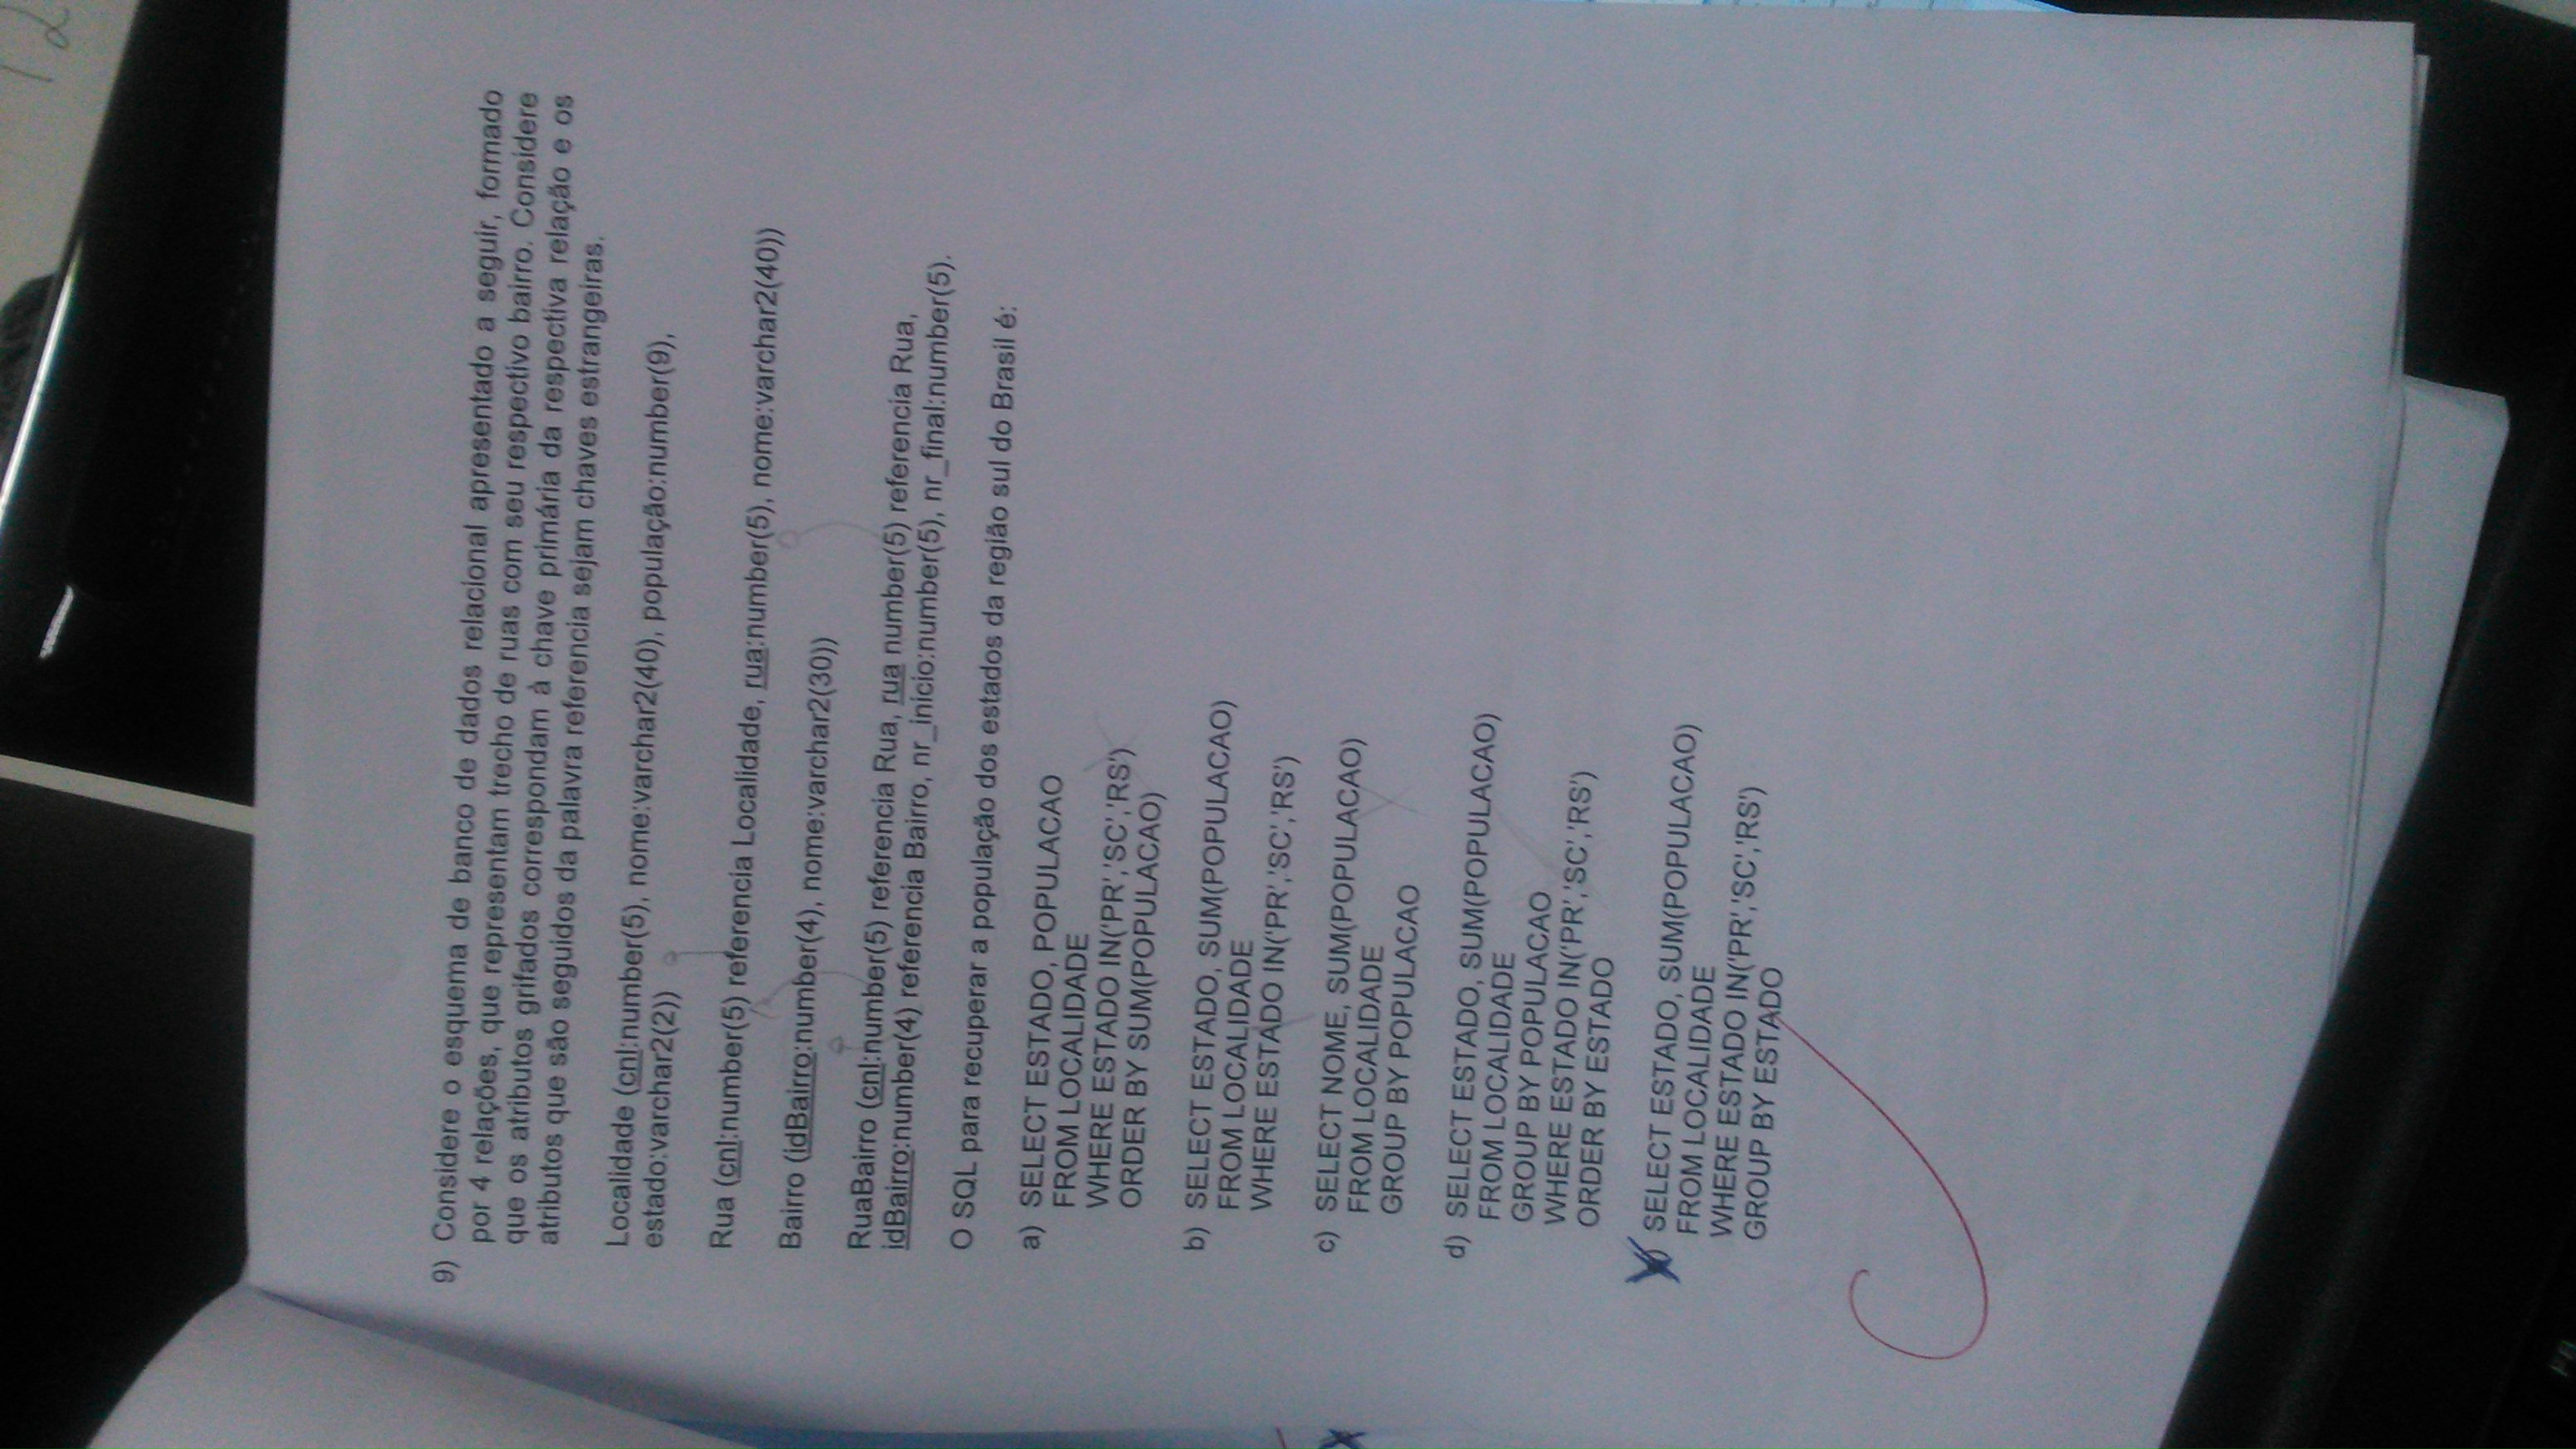 9) Considere o esquema de banco de dados relacional apresentado a seguir, formado
por 4 relações, que representam trecho de ruas com seu respectivo bairro. Considere
que os atributos grifados correspondam à chave primária da respectiva relação e os
atributos que são seguidos da palavra referencia sejam chaves estrangeiras.
Localidade (cnl:number(5), nome:varchar2(40), população:number(9),
estado:varchar2(2))
Rua (cnl:number(5) referencia Localidade, rua:number(5), nome:varchar2(40))
Bairro (idBairro:number(4), nome:varchar2(30))
RuaBairro (cnl:number(5) referencia Rua, rua number(5) referencia Rua,
idBairro:number(4) referencia Bairro, nr_inicio:number(5), nr_final:number(5).
O SQL para recuperar a população dos estados da região sul do Brasil é:
a) SELECT ESTADO, POPULACAO
FROM LOCALIDADE
WHERE ESTADO IN('PR','SC','RS')
ORDER BY SUM(POPULACAO)
b) SELECT ESTADO, SUM(POPULACAO)
FROM LOCALIDADE
WHERE ESTADO IN('PR','SC','RS')
c) SELECT NOME, SUM(POPULACAO)
FROM LOCALIDADE
GROUP BY POPULACAO
d) SELECT ESTADO, SUM(POPULACAO)
FROM LOCALIDADE
GROUP BY POPULACAO
WHERE ESTADO IN('PR','SC','RS')
ORDER BY ESTADO
SELECT ESTADO, SUM(POPULACAO)
FROM LOCALIDADE
WHERE ESTADO IN('PR','SC','RS')
GROUP BY ESTADO